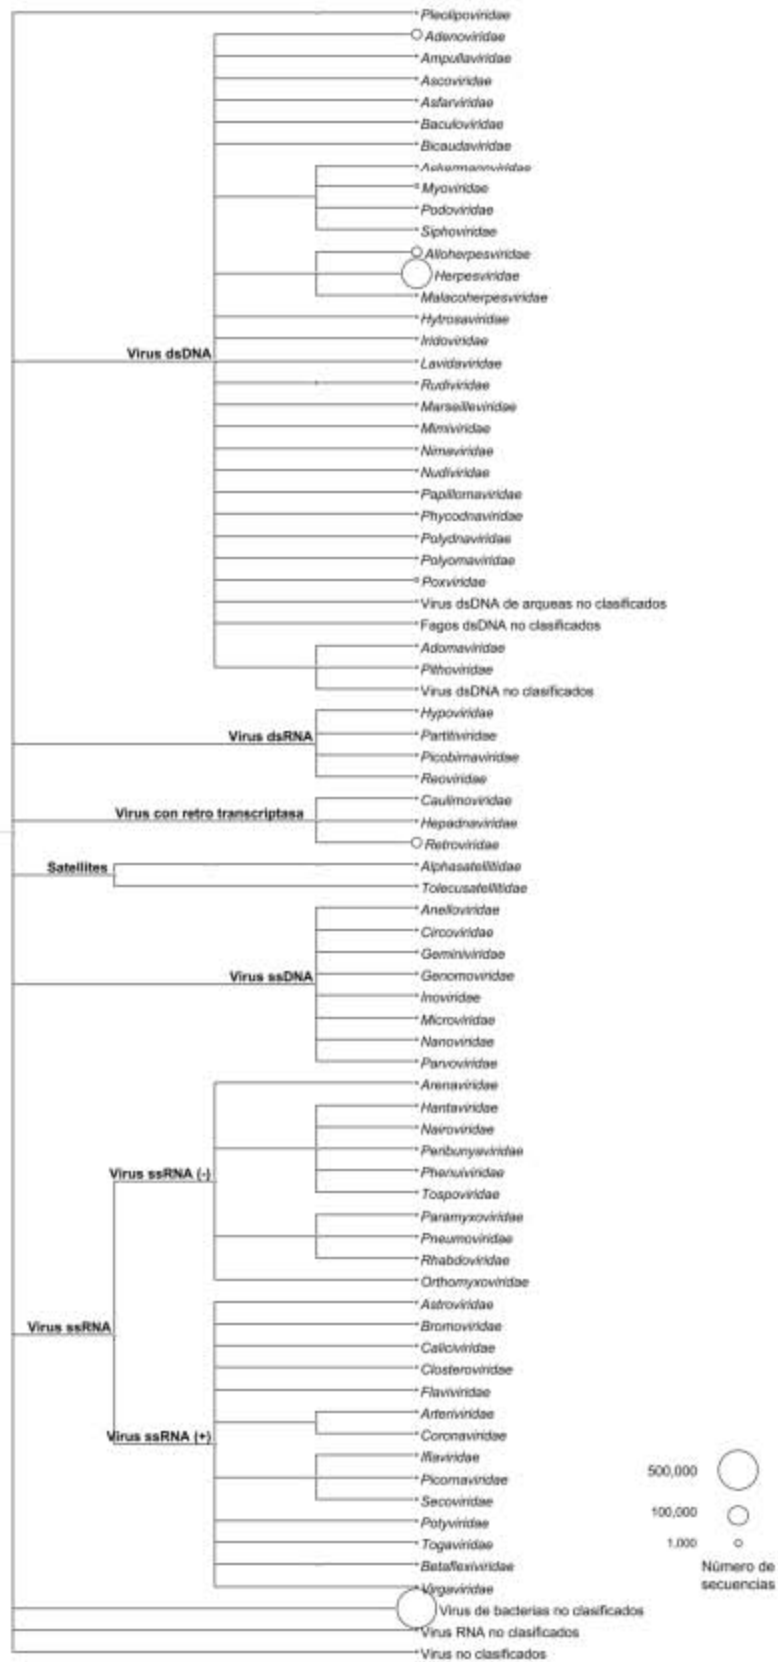 Pleolipoviridae
Adenoviridae
Ampullaviridae
Ascoviridae
Asfarviridae
Baculoviridae
Bicaudaviridae
Ackermannviridae
Myoviridae
Podoviridae
Siphoviridae
Alloherpesviridae
Herpesviridae
Malacoherpesviridae
Hytrosaviridae
Iridoviridae
Virus dsDNA
Lavidaviridae
Rudiviridae
Marseilleviridae
Mimiviridae
Nimaviridae
Nudiviridae
Papillomaviridae
Phycodnaviridae
Polydnaviridae
Polyomaviridae
Poxviridae
Virus dsDNA de arqueas no clasificados
Fagos dsDNA no clasificados
Adomaviridae
Pithoviridae
Virus dsDNA no clasificados
Hypoviridae
Virus dsRNA
Partitiviridae
Picobirnaviridae
Reoviridae
Caulimoviridae
Virus con retro transcriptasa
Hepadnaviridae
Retroviridae
Satellites
Alphasatellitidae
Tolecusatellitidae
Anelloviridae
Circoviridae
Geminiviridae
Virus ssDNA
Genomoviridae
Inoviridae
Microviridae
Nanoviridae
Parvoviridae
Arenaviridae
Hantaviridae
Nairoviridae
Peribunyaviridae
Virus ssRNA (-)
Phenuiviridae
Tospoviridae
Paramyxoviridae
Pneumoviridae
Rhabdoviridae
Orthomyxoviridae
Astroviridae
Virus ssRNA
Bromoviridae
Caliciviridae
Closteroviridae
Flaviviridae
Arteriviridae
Virus ssRNA (+)
Coronaviridae
Iflaviridae
Picornaviridae
Secoviridae
Potyviridae
Togaviridae
Betaflexiviridae
Virgaviridae
Virus de bacterias no clasificados
Virus RNA no clasificados
Virus no clasificados
500,000
100,000
1,000
Número de
secuencias